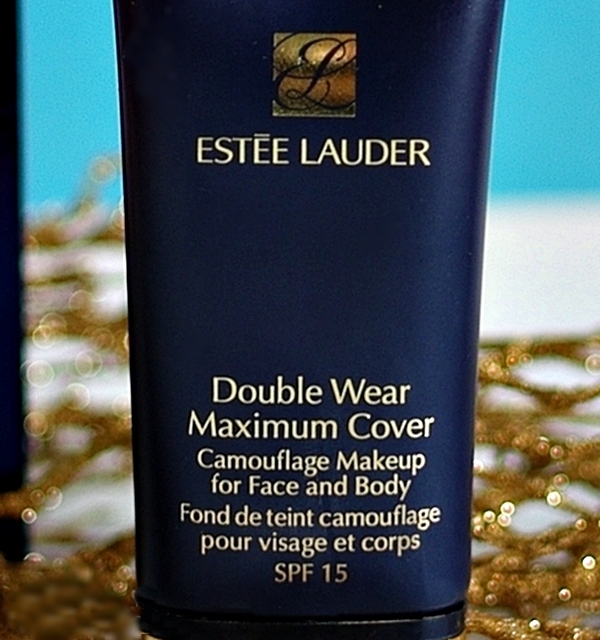 ESTĒE LAUDER
Double Wear
Maximum Cover
Camouflage Makeup
for Face and Body
Fond de teint camouflage
pour visage et corps
SPF 15